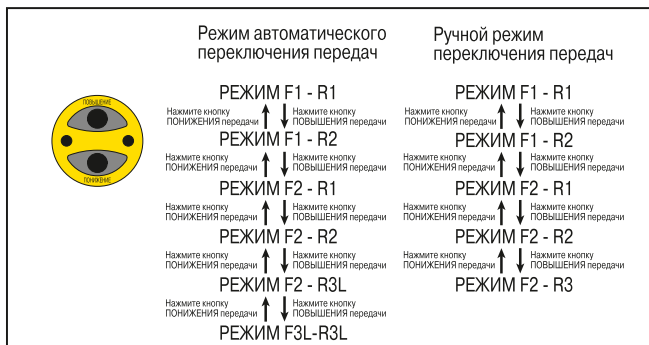 Режим автоматического
переключения передач
Ручной режим
переключения передач
ПОВЫШЕНИЕ
ПОНИЖЕНИЕ
РЕЖИМ F1 - R1
Нажмите кнопку
ПОНИЖЕНИЯ передачи
Нажмите кнопку
ПОВЫШЕНИЯ передачи
РЕЖИМ F1 - R2
Нажмите кнопку
ПОНИЖЕНИЯ передачи
Нажмите кнопку
ПОВЫШЕНИЯ передачи
РЕЖИМ F2 - R1
Нажмите кнопку
ПОНИЖЕНИЯ передачи
Нажмите кнопку
ПОВЫШЕНИЯ передачи
РЕЖИМ F2 - R2
Нажмите кнопку
ПОНИЖЕНИЯ передачи
Нажмите кнопку
ПОВЫШЕНИЯ передачи
РЕЖИМ F2 - R3L
Нажмите кнопку
ПОНИЖЕНИЯ передачи
Нажмите кнопку
ПОВЫШЕНИЯ передачи
РЕЖИМ F3L-R3L
РЕЖИМ F1 - R1
Нажмите кнопку
ПОНИЖЕНИЯ передачи
Нажмите кнопку
ПОВЫШЕНИЯ передачи
РЕЖИМ F1 - R2
Нажмите кнопку
ПОНИЖЕНИЯ передачи
Нажмите кнопку
ПОВЫШЕНИЯ передачи
РЕЖИМ F2 - R1
Нажмите кнопку
ПОНИЖЕНИЯ передачи
Нажмите кнопку
ПОВЫШЕНИЯ передачи
РЕЖИМ F2 - R2
Нажмите кнопку
ПОНИЖЕНИЯ передачи
Нажмите кнопку
ПОВЫШЕНИЯ передачи
РЕЖИМ F2 - R3